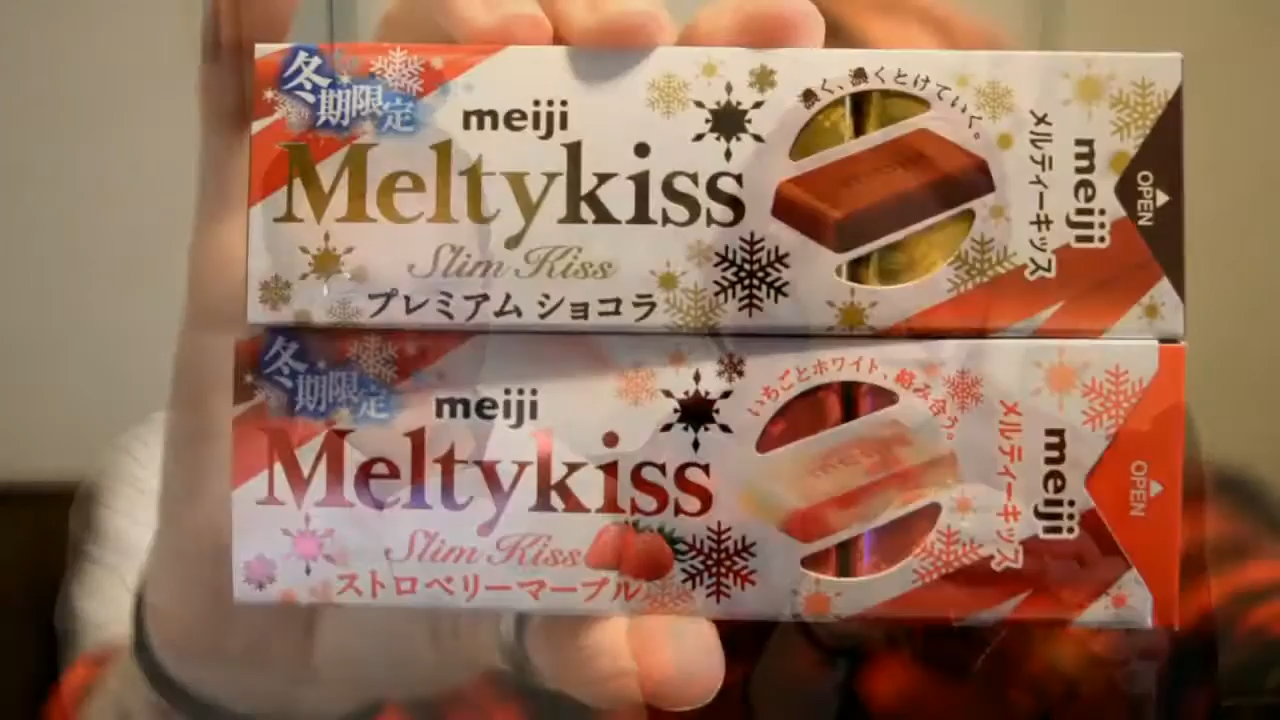 冬
期限定
meiji
Meltykiss
Slim Kiss
プレミアム ショコラ
濃く、濃くとけていく。
メルティーキッス
meiji
OPEN
冬
期限定
meiji
Meltykiss
Slim Kiss
ストロベリーマーブル
いちごとホワイト、絡み合う。
meiji
メルティーキッス
meiji
OPEN